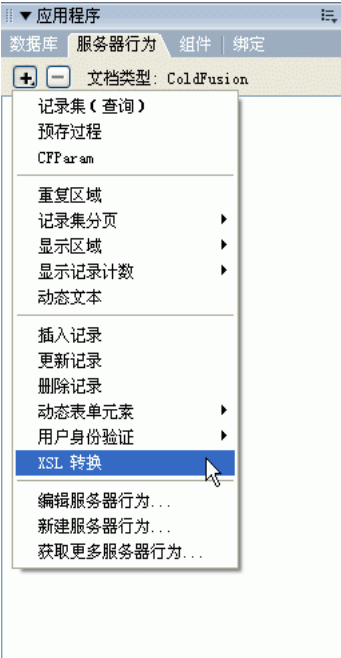 应用程序
数据库 服务器行为 组件 绑定
文档类型: ColdFusion
记录集(查询)
预存过程
CFParam
重复区域
记录集分页
显示区域
显示记录计数
动态文本
插入记录
更新记录
删除记录
动态表单元素
用户身份验证
XSL 转换
编辑服务器行为...
新建服务器行为...
获取更多服务器行为...